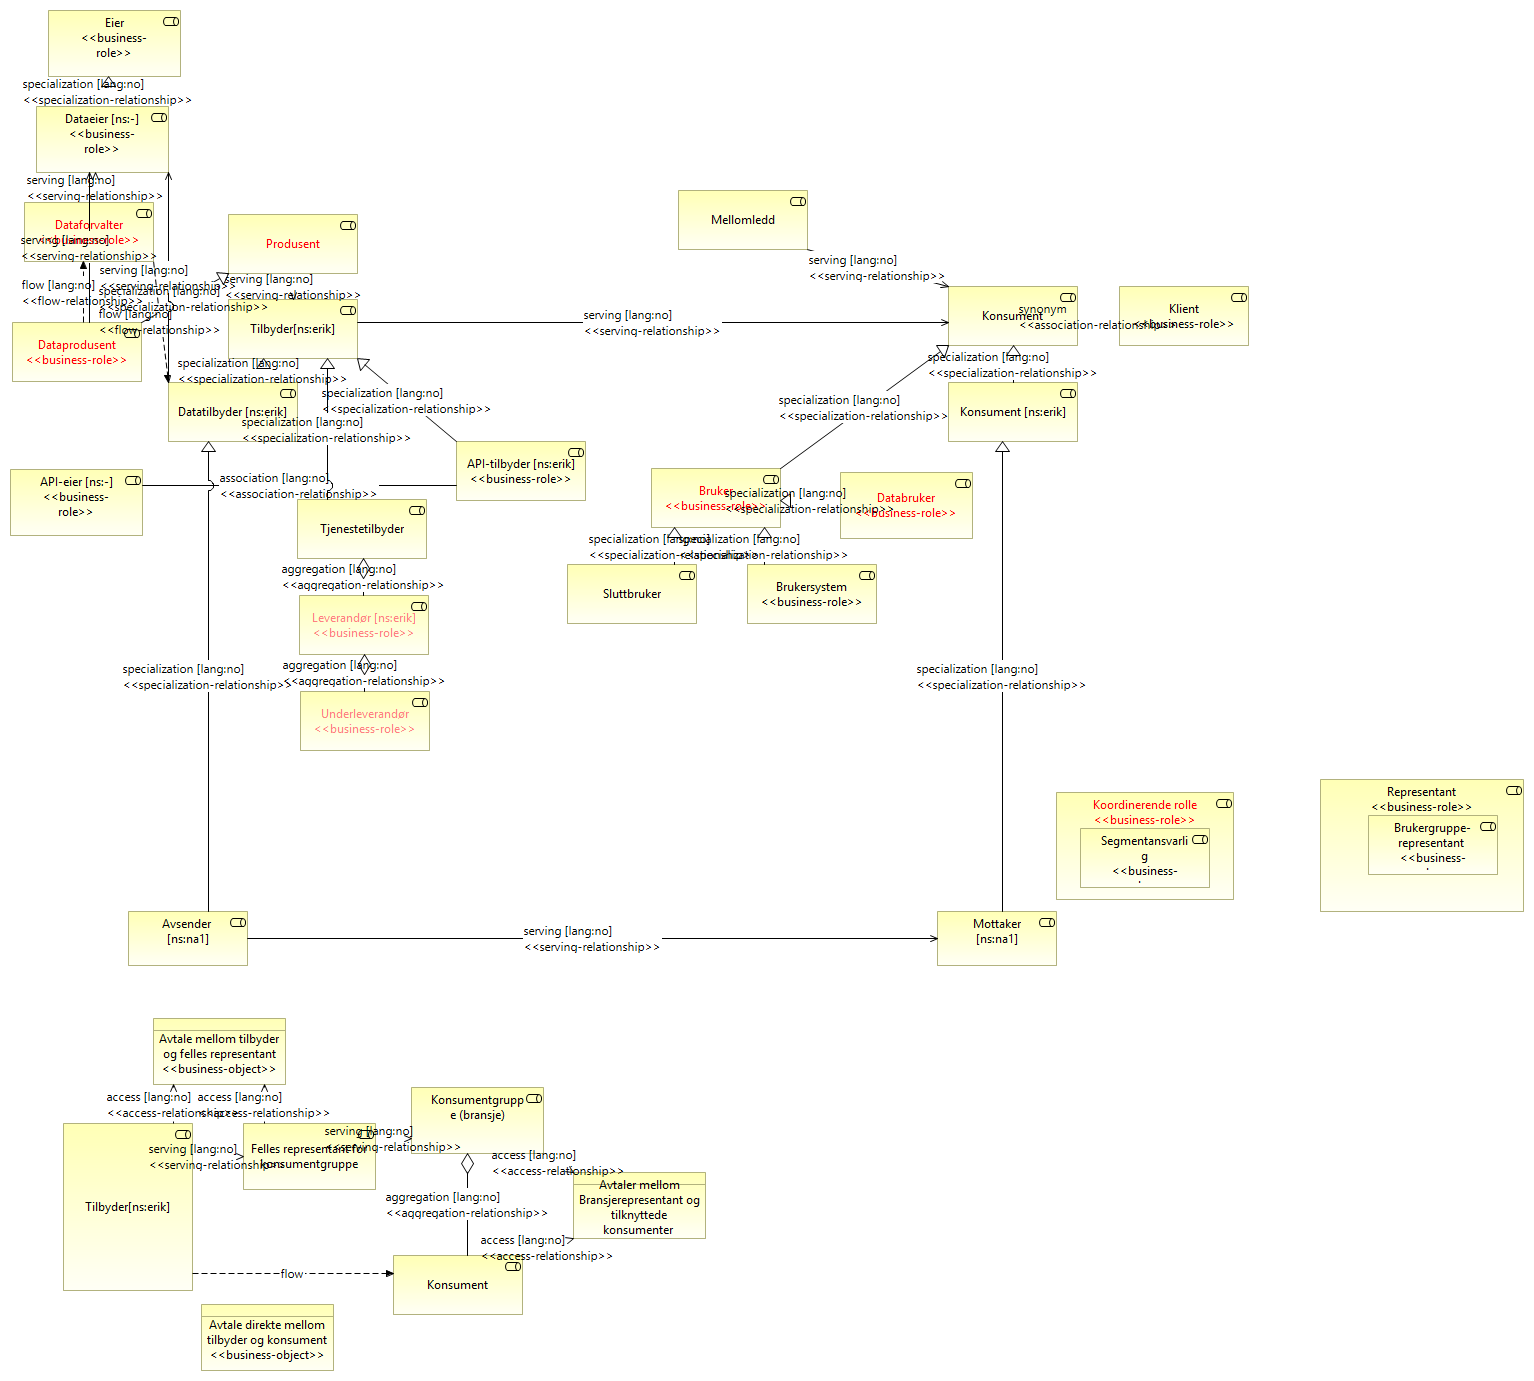 Eier
<<business-
role>>
specialization [lang:no]
<<specialization-relationship>>
Dataeier [ns:-]
<<business-
role>>
serving [lang:no]
<<serving-relationship>>
Dataforvalter
<<business-role>>
serving [lang:no]
<<serving-relationship>>
Produsent
serving [lang:no]
<<serving-relationship>>
flow [lang:no]
<<flow-relationship>>
specialization [lang:no]
<<specialization-relationship>>
serving [lang:no]
<<serving-relationship>>
flow [lang:no]
<<flow-relationship>>
Dataprodusent
<<business-role>>
Tilbyder[ns:erik]
serving [lang:no]
<<serving-relationship>>
Mellomledd
serving [lang:no]
<<serving-relationship>>
Konsument
synonym
<<association-relationship>>
Klient
<<business-role>>
specialization [lang:no]
<<specialization-relationship>>
Datatilbyder [ns:erik]
specialization [lang:no]
<<specialization-relationship>>
specialization [lang:no]
<<specialization-relationship>>
specialization [lang:no]
<<specialization-relationship>>
Konsument [ns:erik]
specialization [lang:no]
<<specialization-relationship>>
API-eier [ns:-]
<<business-
role>>
association [lang:no]
<<association-relationship>>
API-tilbyder [ns:erik]
<<business-role>>
Tjenestetilbyder
Bruker
<<business-role>>
specialization [lang:no]
<<specialization-relationship>>
Databruker
<<business-role>>
aggregation [lang:no]
<<aggregation-relationship>>
specialization [lang:no]
<<specialization-relationship>>
specialization [lang:no]
<<specialization-relationship>>
Leverandør [ns:erik]
<<business-role>>
Sluttbruker
Brukersystem
<<business-role>>
aggregation [lang:no]
<<aggregation-relationship>>
specialization [lang:no]
<<specialization-relationship>>
specialization [lang:no]
<<specialization-relationship>>
Underleverandør
<<business-role>>
Koordinerende rolle
<<business-role>>
Segmentansvarli
g
<<business-
Representant
<<business-role>>
Brukergruppe-
representant
<<business-
Avsender
[ns:na1]
serving [lang:no]
<<serving-relationship>>
Mottaker
[ns:na1]
Avtale mellom tilbyder
og felles representant
<<business-object>>
access [lang:no]
<<access-relationship>>
access [lang:no]
<<access-relationship>>
Konsumentgrupp
e (bransje)
serving [lang:no]
<<serving-relationship>>
Felles representant for
konsumentgruppe
serving [lang:no]
<<serving-relationship>>
access [lang:no]
<<access-relationship>>
Tilbyder[ns:erik]
aggregation [lang:no]
<<aggregation-relationship>>
Avtaler mellom
Bransjerepresentant og
tilknyttede
konsumenter
access [lang:no]
<<access-relationship>>
flow
Konsument
Avtale direkte mellom
tilbyder og konsument
<<business-object>>